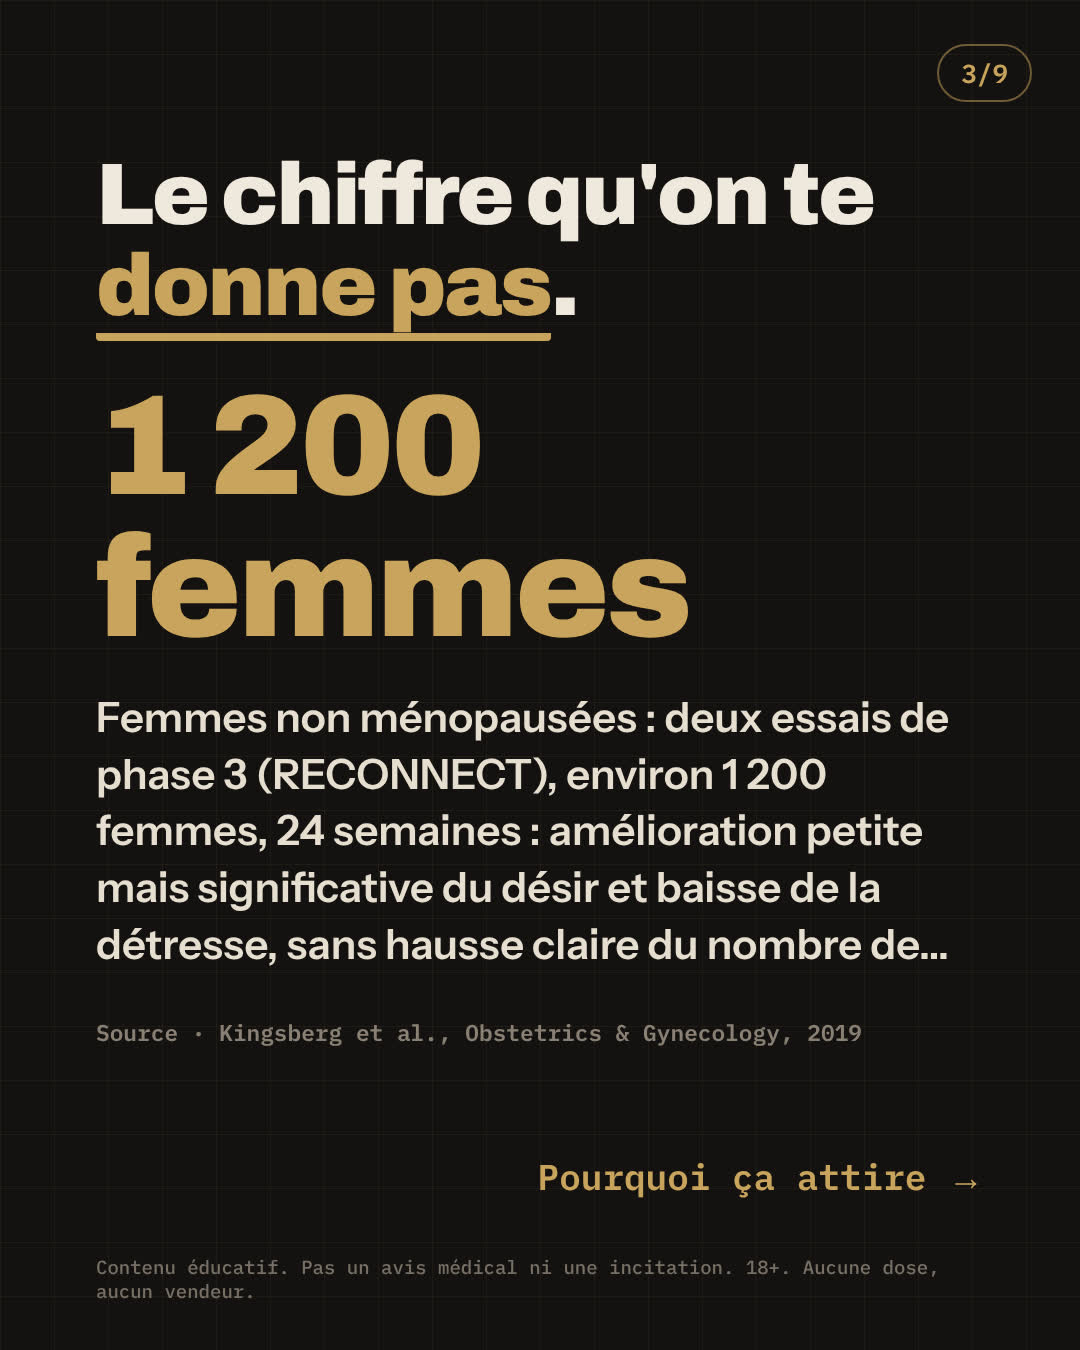 3/9
Le chiffre qu'on te
donne pas.
1 200
femmes
Femmes non ménopausées : deux essais de
phase 3 (RECONNECT), environ 1 200
femmes, 24 semaines : amélioration petite
mais significative du désir et baisse de la
détresse, sans hausse claire du nombre de...
Source · Kingsberg et al., Obstetrics & Gynecology, 2019
Pourquoi ça attire →
Contenu éducatif. Pas un avis médical ni une incitation. 18+. Aucune dose,
aucun vendeur.